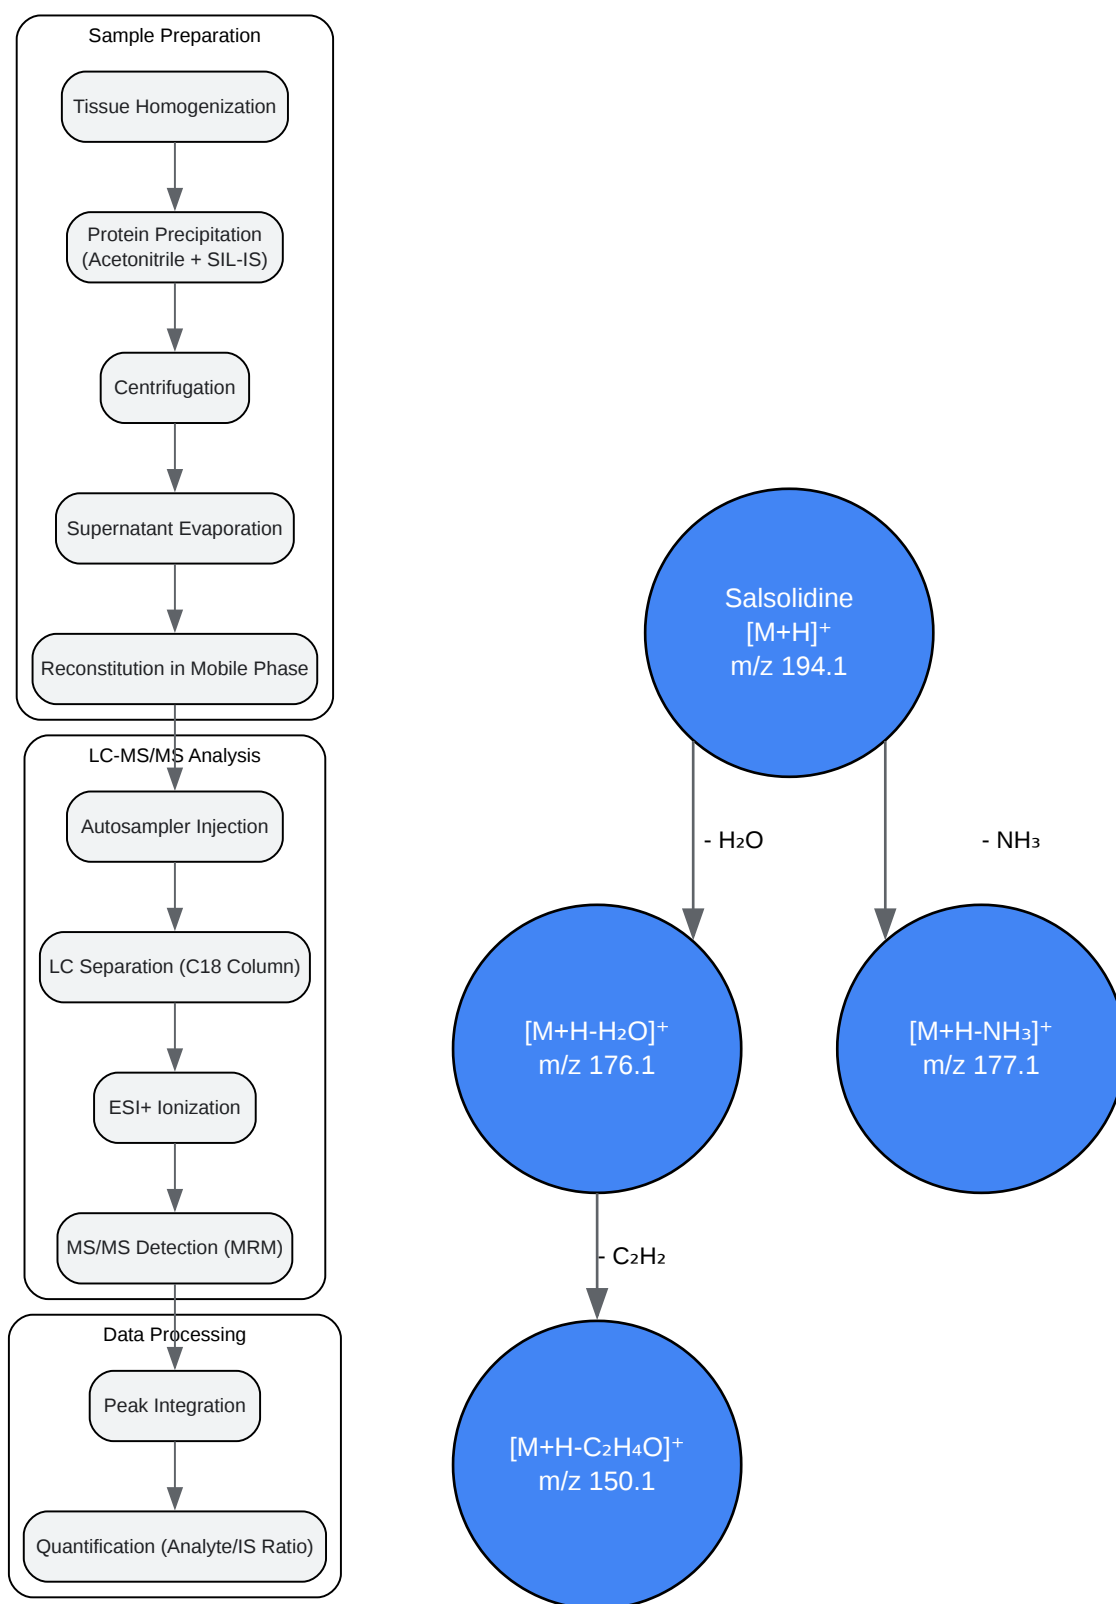 Sample Preparation
Tissue Homogenization
Protein Precipitation
(Acetonitrile + SIL-IS)
Centrifugation
Supernatant Evaporation
Reconstitution in Mobile Phase
LC-MS/MS Analysis
Autosampler Injection
LC Separation (C18 Column)
ESI+ Ionization
MS/MS Detection (MRM)
Data Processing
Peak Integration
Quantification (Analyte/IS Ratio)
Salsolidine
[M+H]⁺
m/z 194.1
- H₂O
- NH₃
[M+H-H₂O]⁺
m/z 176.1
[M+H-NH₃]⁺
m/z 177.1
- C₂H₂
[M+H-C₂H₄O]⁺
m/z 150.1